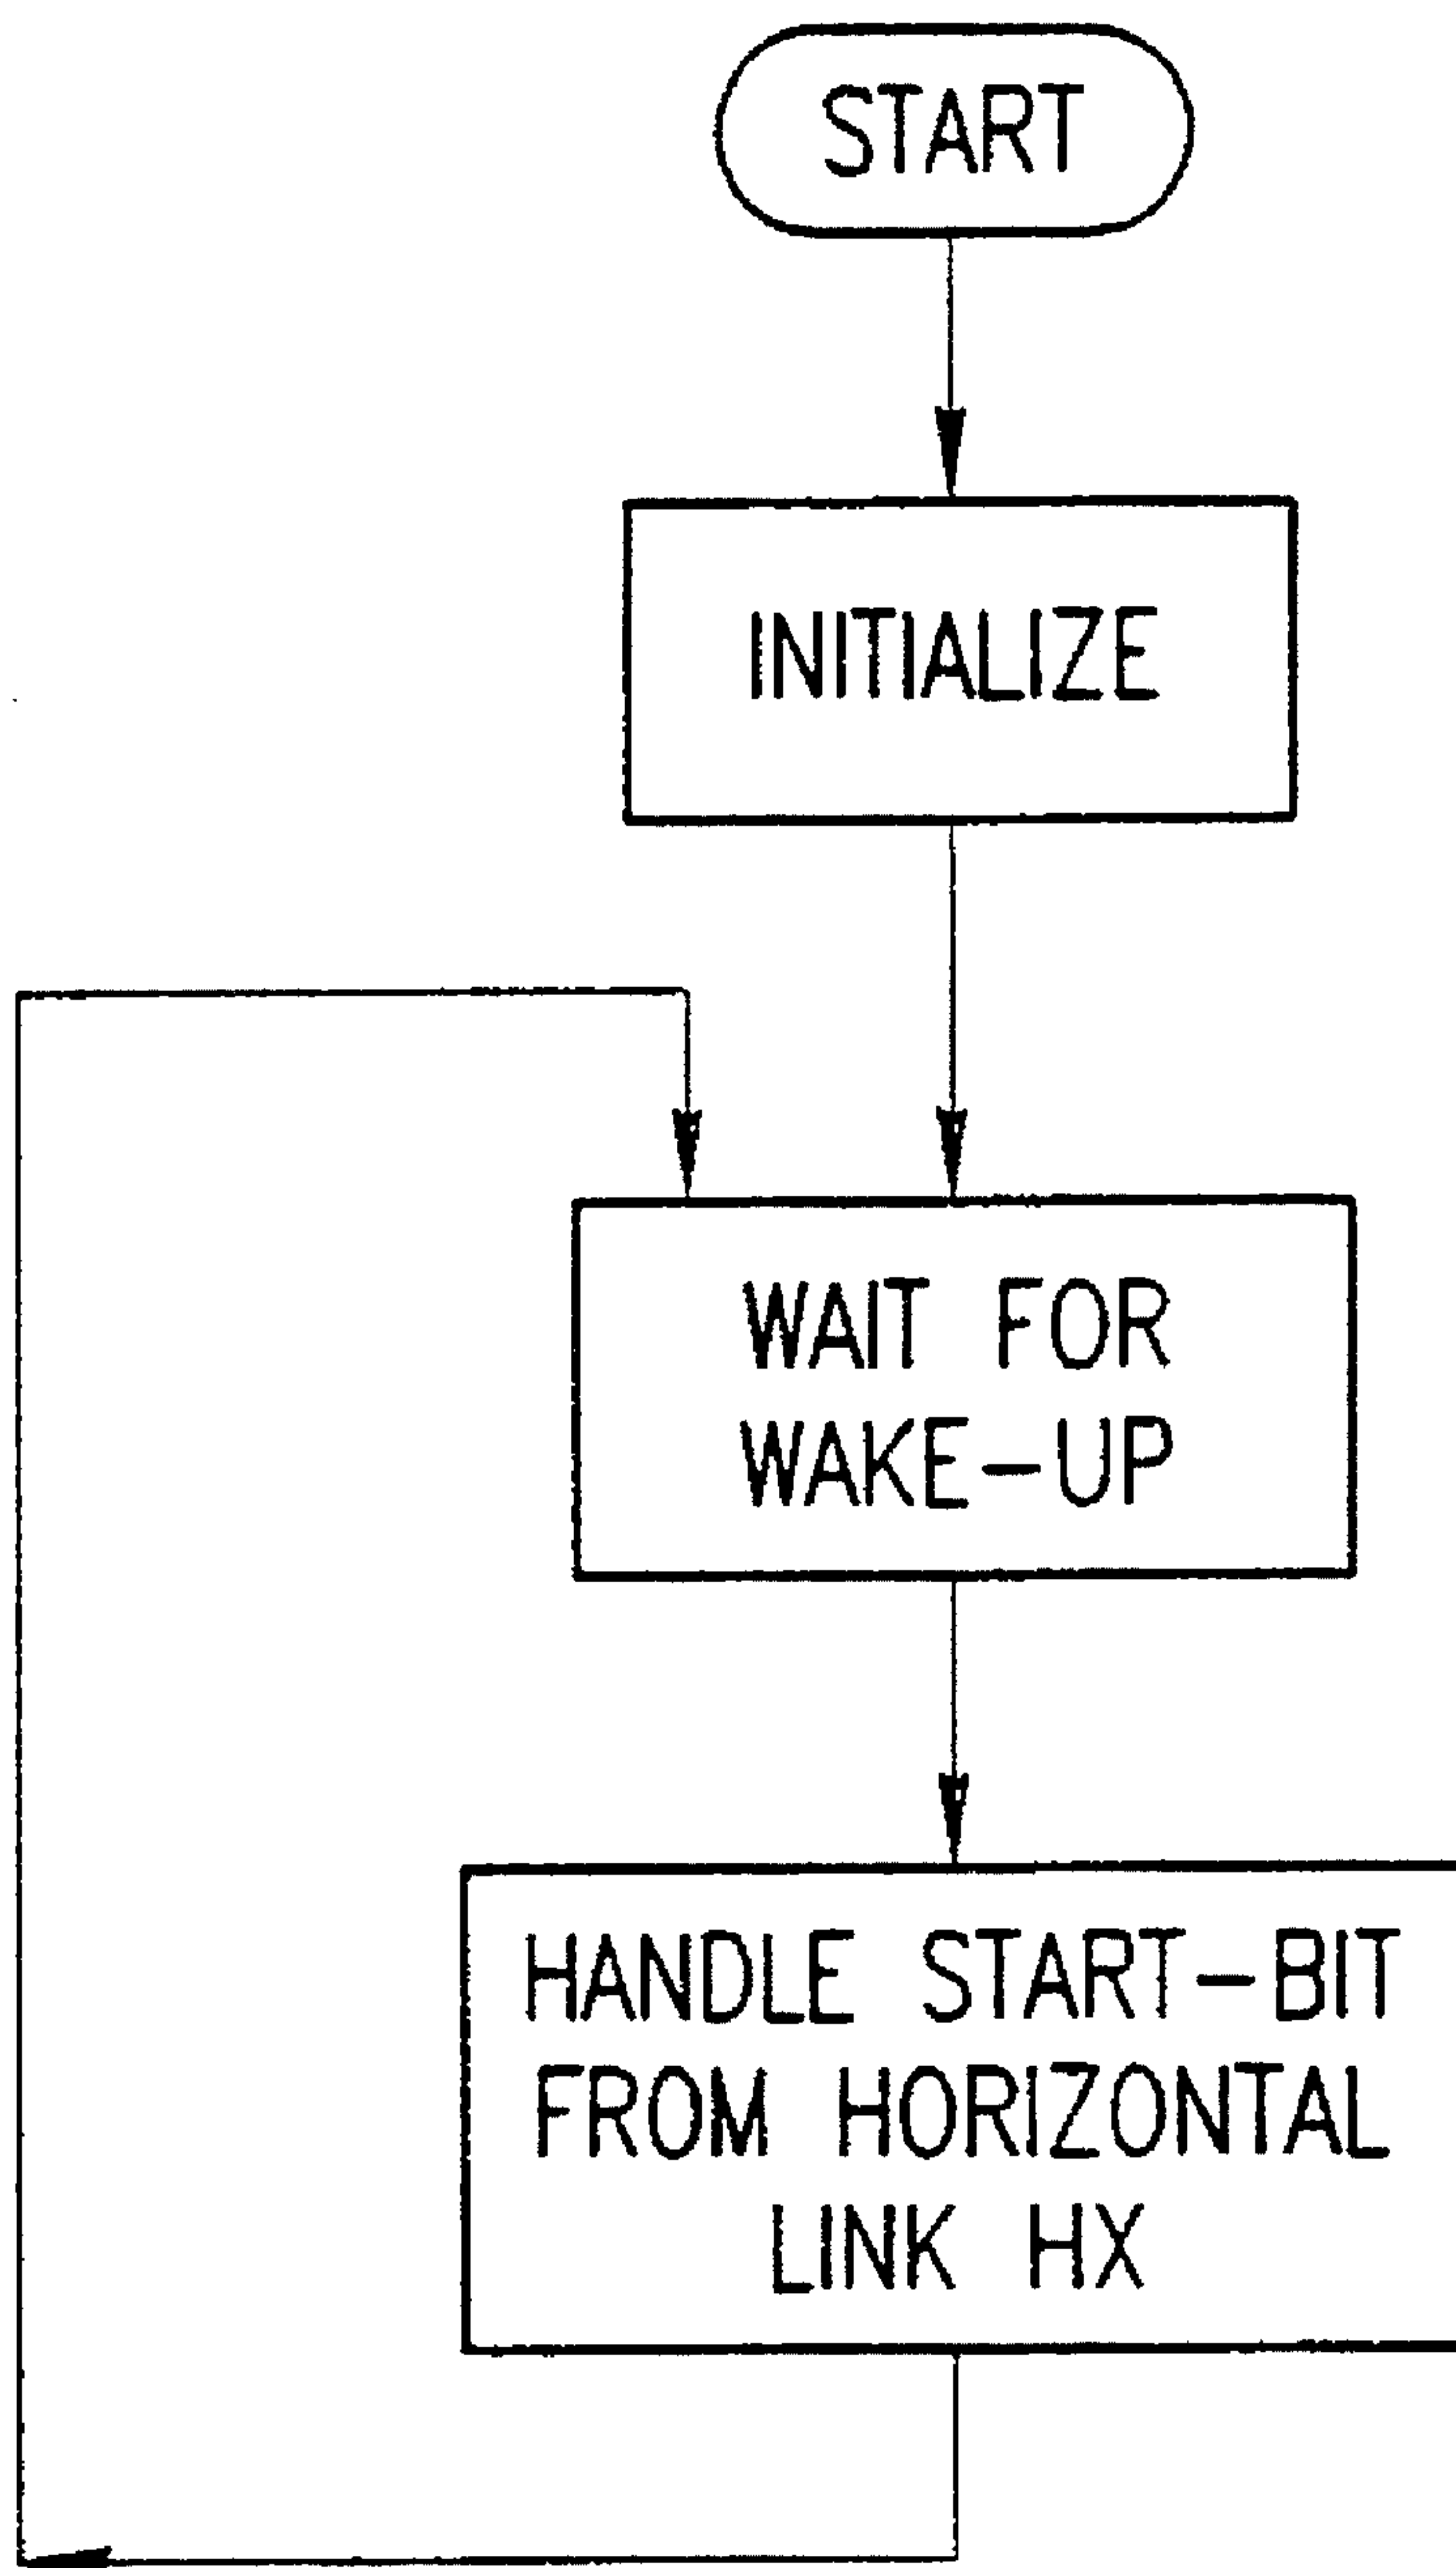 START
INITIALIZE
WAIT FOR
WAKE-UP
HANDLE START-BIT
FROM HORIZONTAL
LINK HX